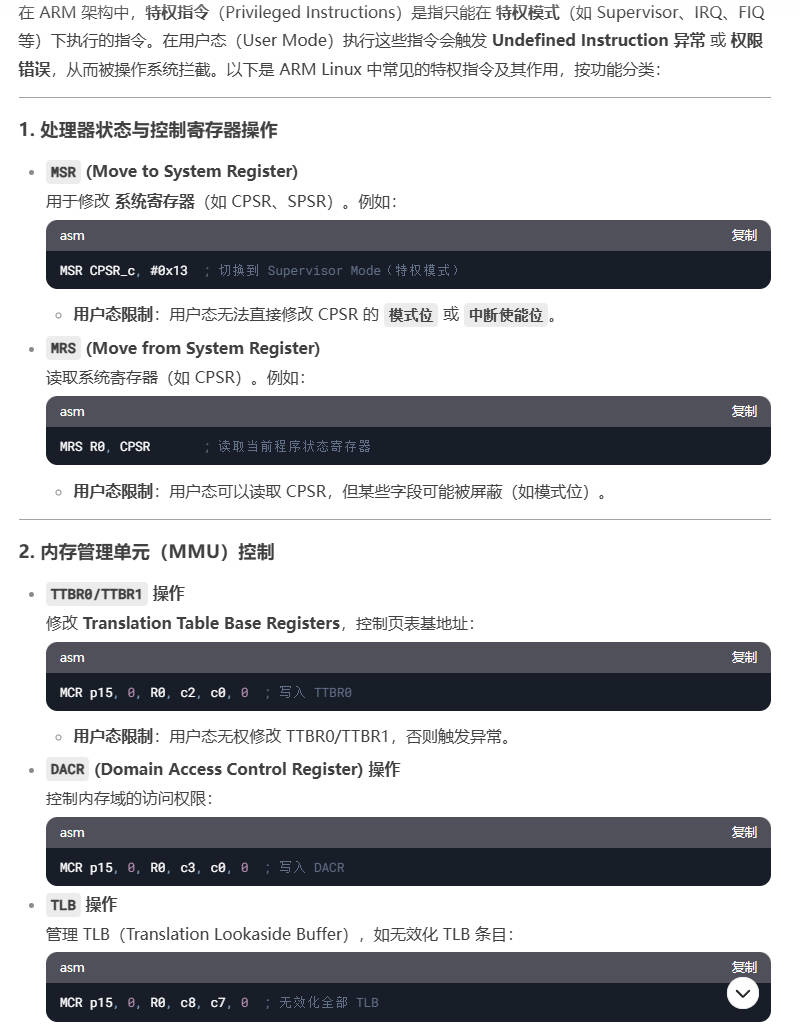 在 ARM 架构中，特权指令（Privileged Instructions）是指只能在 特权模式（如 Supervisor、IRQ、FIQ
等）下执行的指令。在用户态（User Mode）执行这些指令会触发 Undefined Instruction 异常 或 权限
错误，从而被操作系统拦截。以下是 ARM Linux 中常见的特权指令及其作用，按功能分类：
1. 处理器状态与控制寄存器操作
• MSR (Move to System Register)
用于修改 系统寄存器（如 CPSR、SPSR）。例如：
asm 复制
MSR CPSR_c, #0x13 ; 切换到 Supervisor Mode（特权模式）
◦ 用户态限制：用户态无法直接修改 CPSR 的 模式位 或 中断使能位 。
• MRS (Move from System Register)
读取系统寄存器（如 CPSR）。例如：
asm 复制
MRS R0, CPSR ; 读取当前程序状态寄存器
◦ 用户态限制：用户态可以读取 CPSR，但某些字段可能被屏蔽（如模式位）。
2. 内存管理单元（MMU）控制
• TTBR0/TTBR1 操作
修改 Translation Table Base Registers，控制页表基地址：
asm 复制
MCR p15, 0, R0, c2, c0, 0 ; 写入 TTBR0
◦ 用户态限制：用户态无权修改 TTBR0/TTBR1，否则触发异常。
• DACR (Domain Access Control Register) 操作
控制内存域的访问权限：
asm 复制
MCR p15, 0, R0, c3, c0, 0 ; 写入 DACR
• TLB 操作
管理 TLB（Translation Lookaside Buffer），如无效化 TLB 条目：
asm 复制
MCR p15, 0, R0, c8, c7, 0 ; 无效化全部 TLB